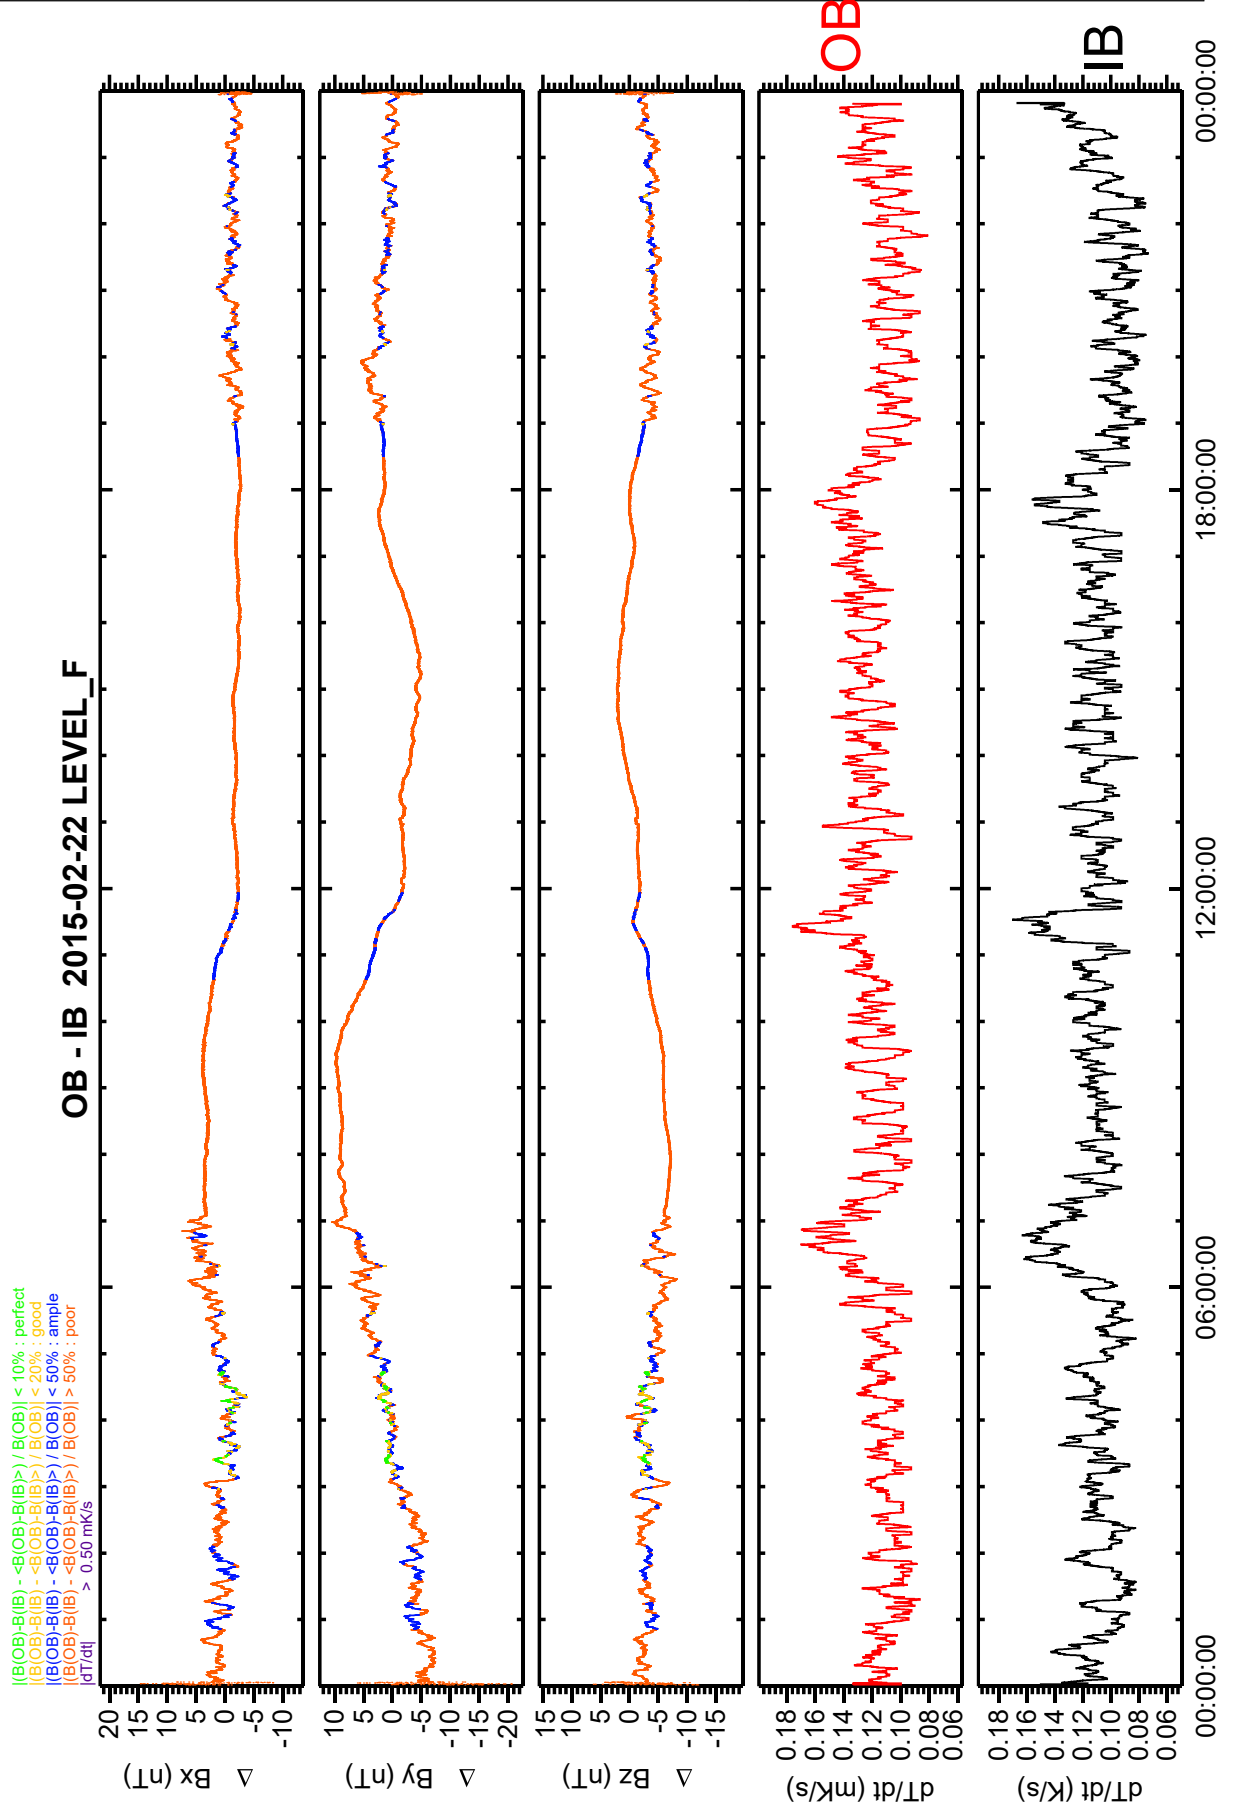 |(B(OB)-B(IB) - <B(OB)-B(IB)>) / B(OB)| < 10% : perfect
|(B(OB)-B(IB) - <B(OB)-B(IB)>) / B(OB)| < 20% : good
|(B(OB)-B(IB) - <B(OB)-B(IB)>) / B(OB)| < 50% : ample
|(B(OB)-B(IB) - <B(OB)-B(IB)>) / B(OB)| > 50% : poor
|dT/dt| > 0.50 mK/s
OB - IB 2015-02-22 LEVEL_F
Δ Bx (nT)
20
15
10
5
0
-5
-10
Δ By (nT)
10
5
0
-5
-10
-15
-20
Δ Bz (nT)
15
10
5
0
-5
-10
-15
dT/dt (mK/s)
0.18
0.16
0.14
0.12
0.10
0.08
0.06
OB
dT/dt (K/s)
0.18
0.16
0.14
0.12
0.10
0.08
0.06
IB
00:00:00 06:00:00 12:00:00 18:00:00 00:00:00